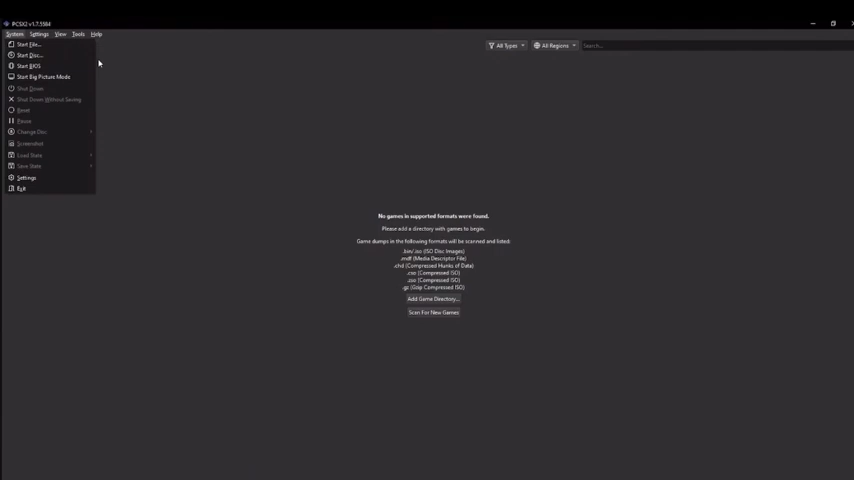 PCSX2 v1.7.5584
System Settings View Tools Help
Start File...
Start Disc...
Start BIOS
Start Big Picture Mode
Shut Down
Shut Down Without Saving
Reset
Pause
Change Disc
Screenshot
Load State
Save State
Settings
Exit
All Types All Regions Search...
No games in supported formats were found.
Please add a directory with games to begin.
Game dumps in the following formats will be scanned and listed:
.bin/.iso (ISO Disc Images)
.mdf (Media Descriptor File)
.chd (Compressed Hunks of Data)
.cso (Compressed ISO)
.zso (Compressed ISO)
.gz (Gzip Compressed ISO)
Add Game Directory...
Scan For New Games